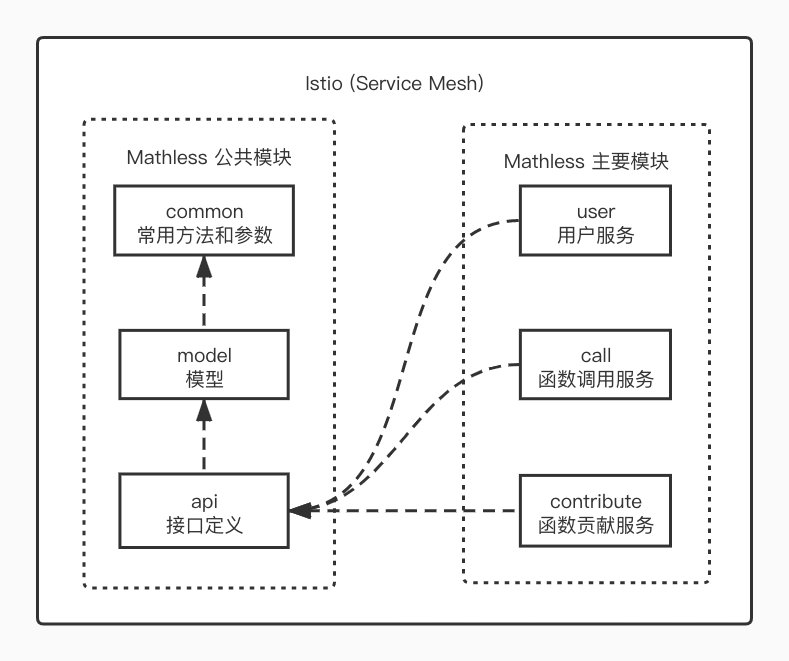 Istio (Service Mesh)
Mathless 公共模块
common
常用方法和参数
model
模型
api
接口定义
Mathless 主要模块
user
用户服务
call
函数调用服务
contribute
函数贡献服务